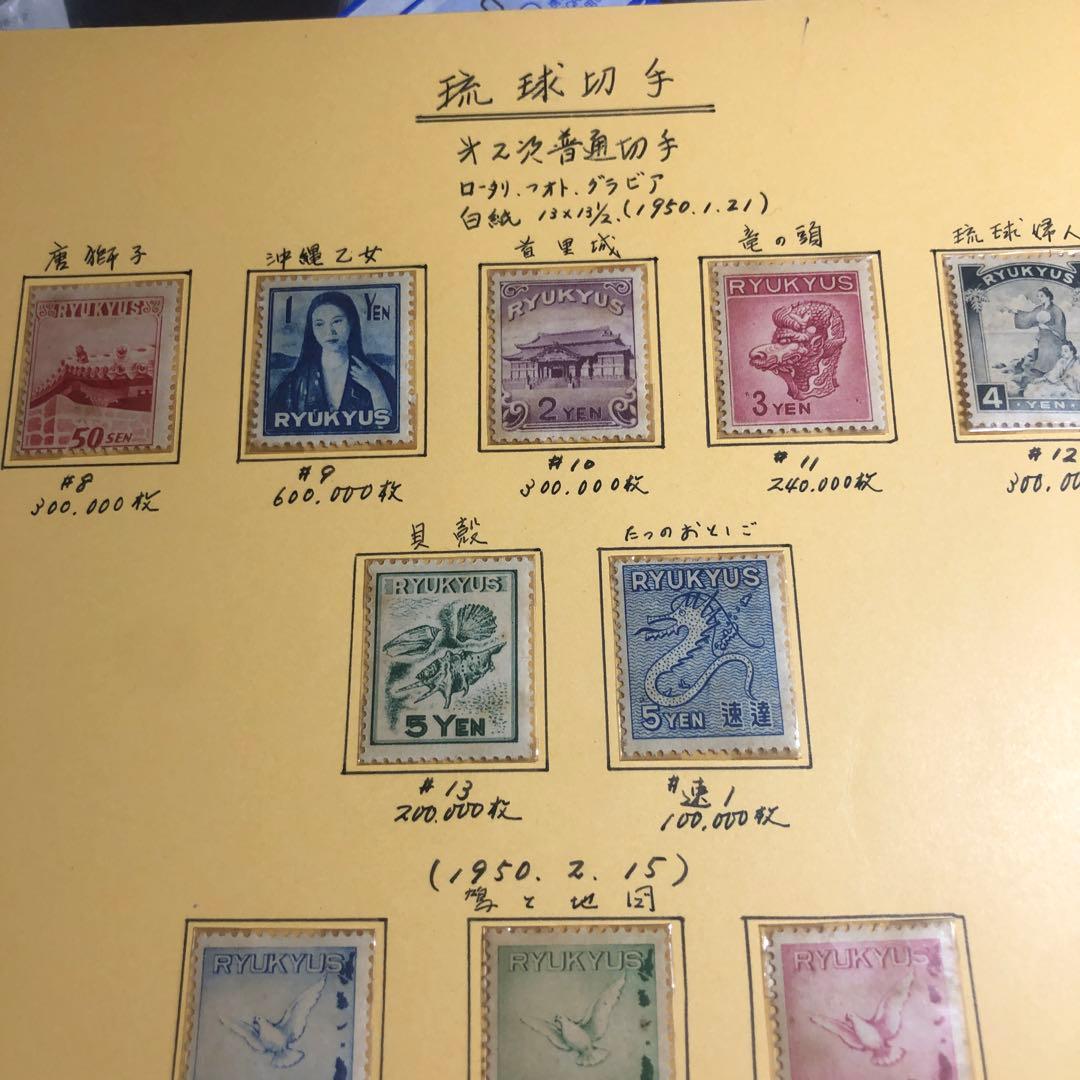 琉球切手
第2次普通切手
ロータリ.フォト.グラビア
白紙 13×13½.(1950.1.21)
唐獅子
沖縄乙女
首里城
竜の頭
琉球婦人
RYUKYUS
50 SEN
1 YEN
RYUKYUS
RYUKYUS
2 YEN
RYUKYUS
3 YEN
RYUKYUS
4 YEN
#8
300.000枚
#9
600.000枚
#10
300.000枚
#11
240.000枚
#12
300.00
貝殻
たつのおとしご
RYUKYUS
5 YEN
RYUKYUS
5 YEN 速達
#13
200.000枚
#速1
100.000枚
(1950.2.15)
鳩と地図
RYUKYUS
RYUKYUS
RYUKYUS